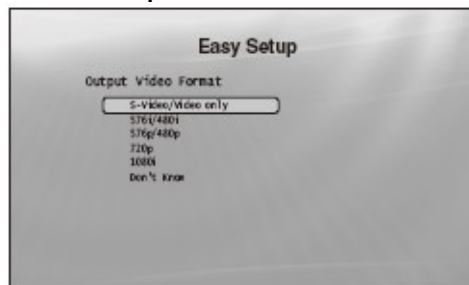 Easy Setup
Output Video Format
S-Video/Video only
576i/480i
576p/480p
720p
1080i
Don't Know